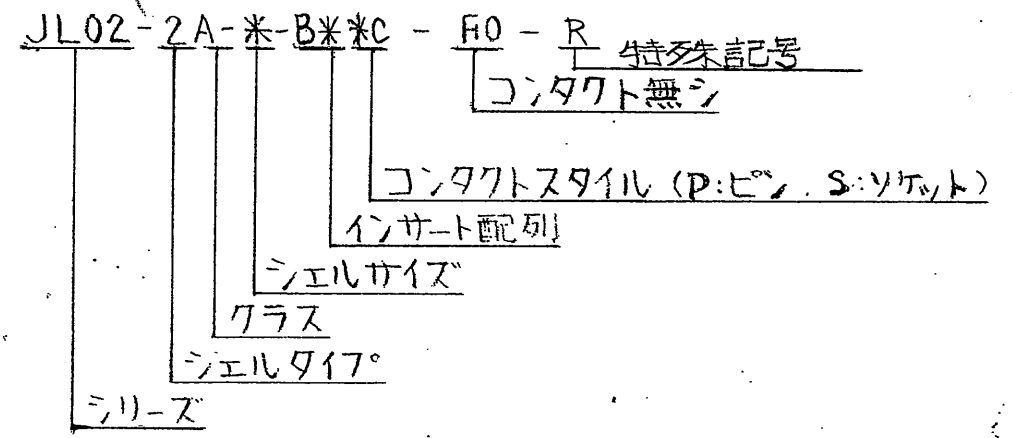 JL02-2A-*-B**C - F0 - R
特殊記号
コンタクト無シ
コンタクトスタイル (P:ピン. S:ソケット)
インサート配列
シェルサイズ
クラス
シェルタイプ
シリーズ